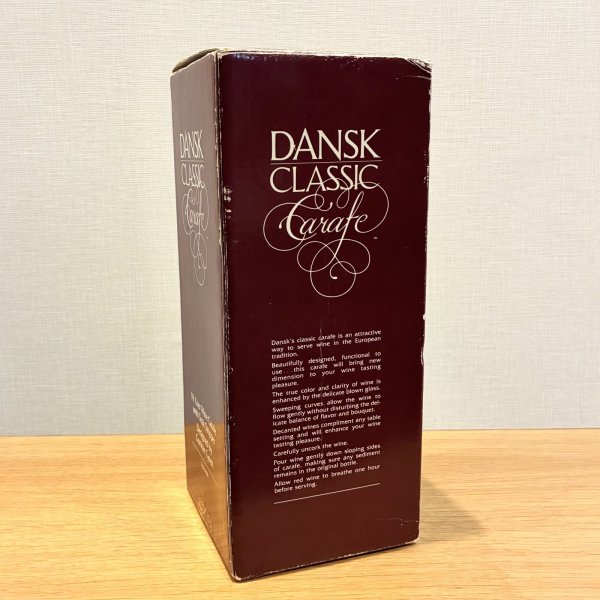 DANSK
CLASSIC
Carafe
™
Dansk's classic carafe is an attractive
way to serve wine in the European
tradition.
Beautifully designed, functional to
use . . . this carafe will bring new
dimension to your wine tasting
pleasure.
The true color and clarity of wine is
enhanced by the delicate blown glass.
Sweeping curves allow the wine to
flow gently without disturbing the del-
icate balance of flavor and bouquet.
Decanted wines compliment any table
setting and will enhance your wine
tasting pleasure.
Carefully uncork the wine.
Pour wine gently down sloping sides
of carafe, making sure any sediment
remains in the original bottle.
Allow red wine to breathe one hour
before serving.
DANSK
CLASSIC
Carafe